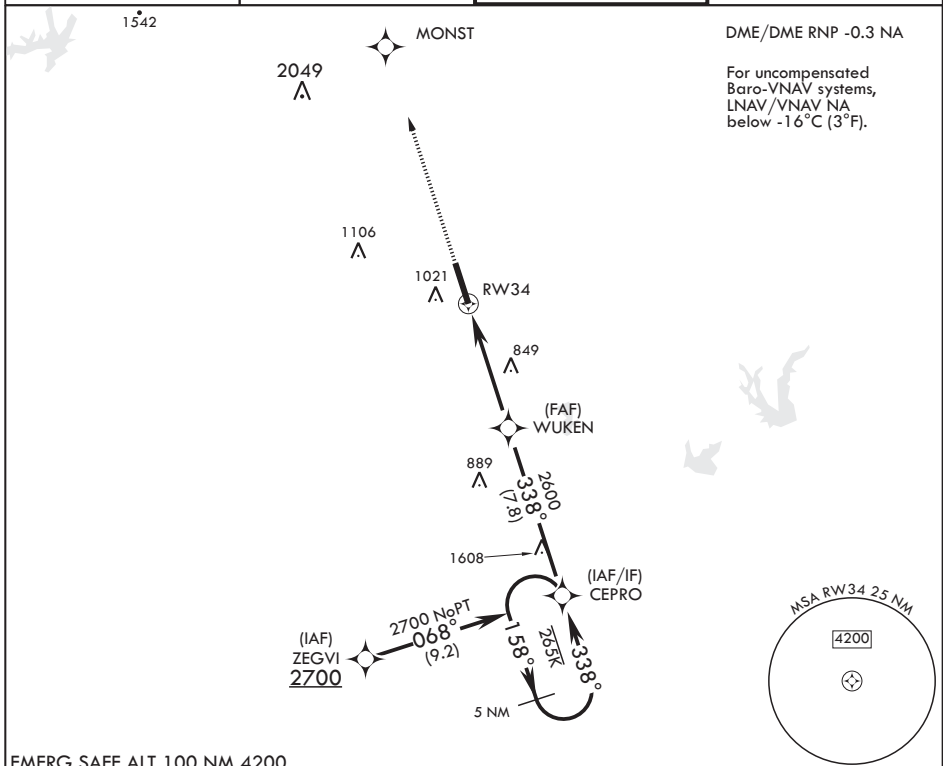 1542
MONST
DME/DME RNP -0.3 NA
2049
For uncompensated
Baro-VNAV systems,
LNAV/VNAV NA
below -16°C (3°F).
1106
1021
RW34
849
(FAF)
WUKEN
889
2600
338°
(7.8)
1608
(IAF/IF)
CEPRO
MSA RW34 25 NM
4200
2700 NoPT
068°
(9.2)
(IAF)
ZEGVI
2700
158°
265K
338°
5 NM
EMERG SAFE ALT 100 NM 4200